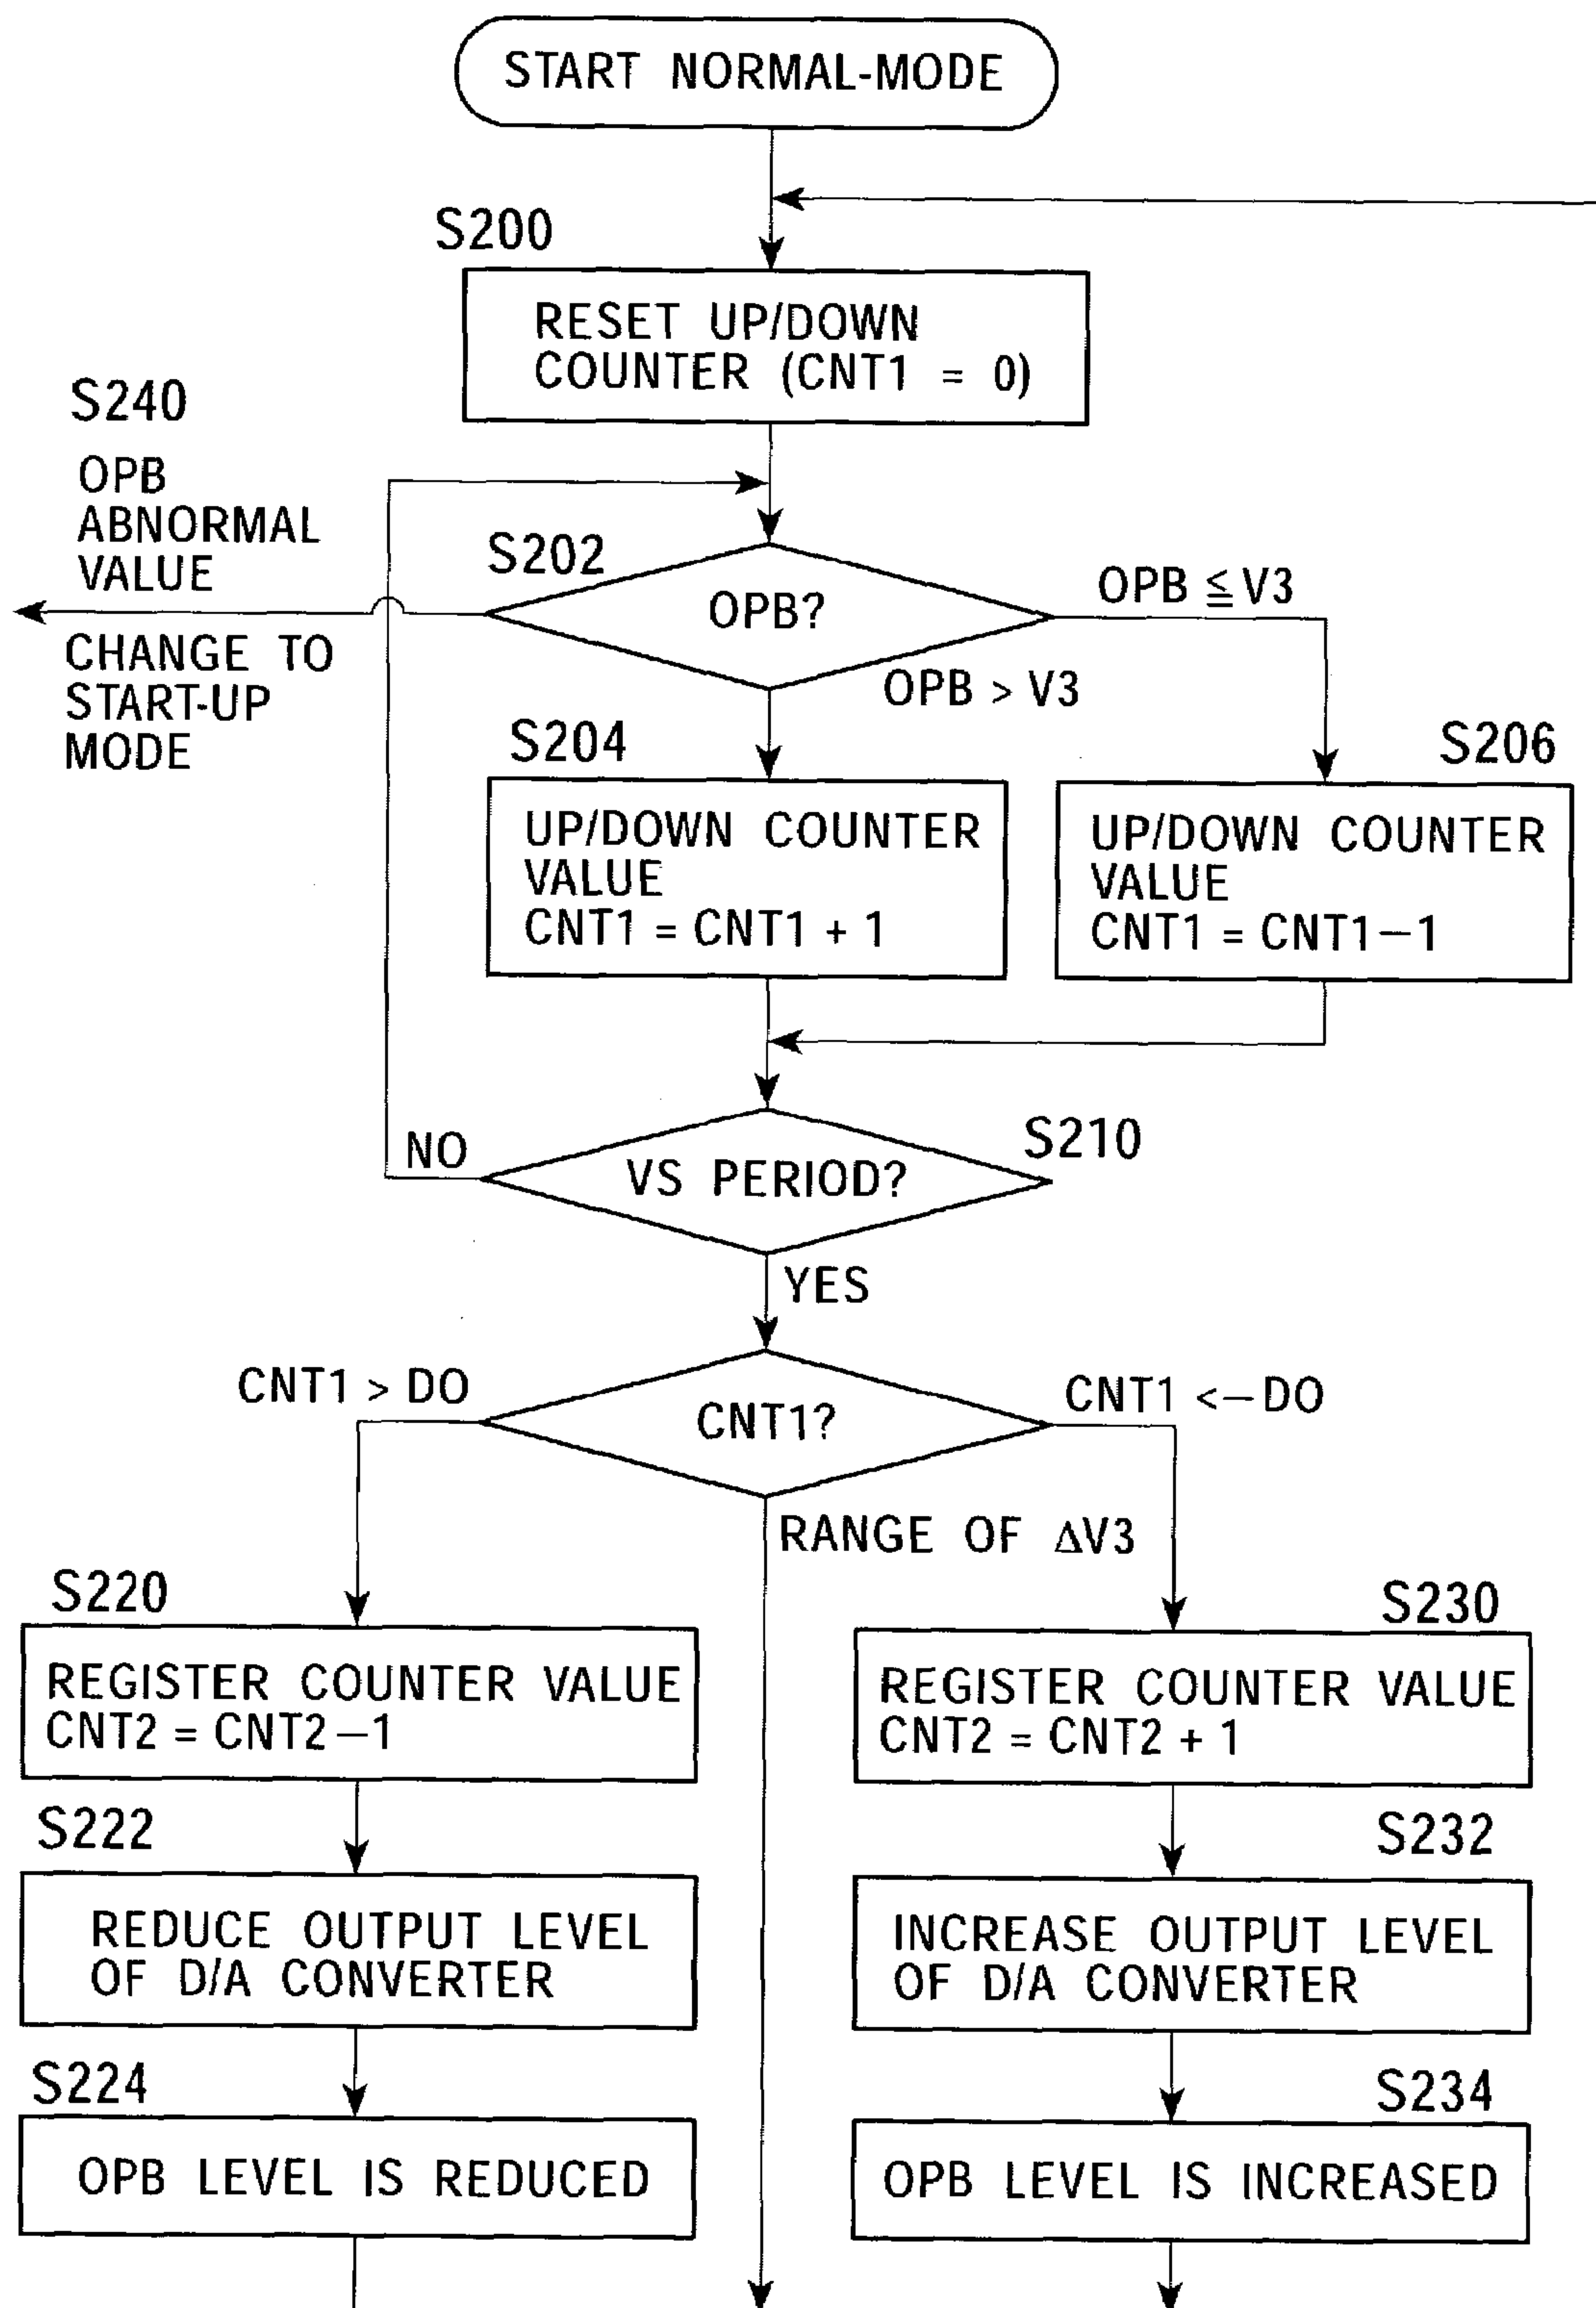 START NORMAL-MODE
S200
RESET UP/DOWN
COUNTER (CNT1 = 0)
S240
OPB
ABNORMAL
VALUE
CHANGE TO
START-UP
MODE
S202
OPB?
OPB ≦ V3
OPB > V3
S204
UP/DOWN COUNTER
VALUE
CNT1 = CNT1 + 1
S206
UP/DOWN COUNTER
VALUE
CNT1 = CNT1−1
S210
VS PERIOD?
NO
YES
CNT1 > DO
CNT1?
CNT1 <−DO
RANGE OF ΔV3
S220
REGISTER COUNTER VALUE
CNT2 = CNT2−1
S230
REGISTER COUNTER VALUE
CNT2 = CNT2 + 1
S222
REDUCE OUTPUT LEVEL
OF D/A CONVERTER
S232
INCREASE OUTPUT LEVEL
OF D/A CONVERTER
S224
OPB LEVEL IS REDUCED
S234
OPB LEVEL IS INCREASED